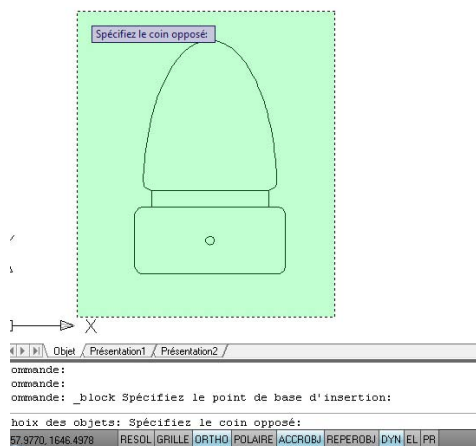 Spécifiez le coin opposé:
X
Objet Présentation1 Présentation2
ommande:
ommande:
ommande: _block Spécifiez le point de base d'insertion:
hoix des objets: Spécifiez le coin opposé:
57.9770, 1646.4978 RESOL GRILLE ORTHO POLAIRE ACCROBJ REPEROBJ DYN EL PR